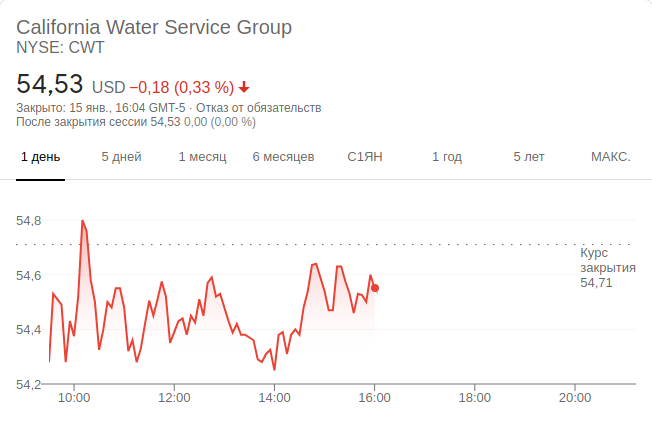 California Water Service Group
NYSE: CWT
54,53 USD −0,18 (0,33 %)
Закрыто: 15 янв., 16:04 GMT-5 · Отказ от обязательств
После закрытия сессии 54,53 0,00 (0,00 %)
1 день 5 дней 1 месяц 6 месяцев С1ЯН 1 год 5 лет МАКС.
54,8
Курс
закрытия
54,71
54,6
54,4
54,2
10:00 12:00 14:00 16:00 18:00 20:00